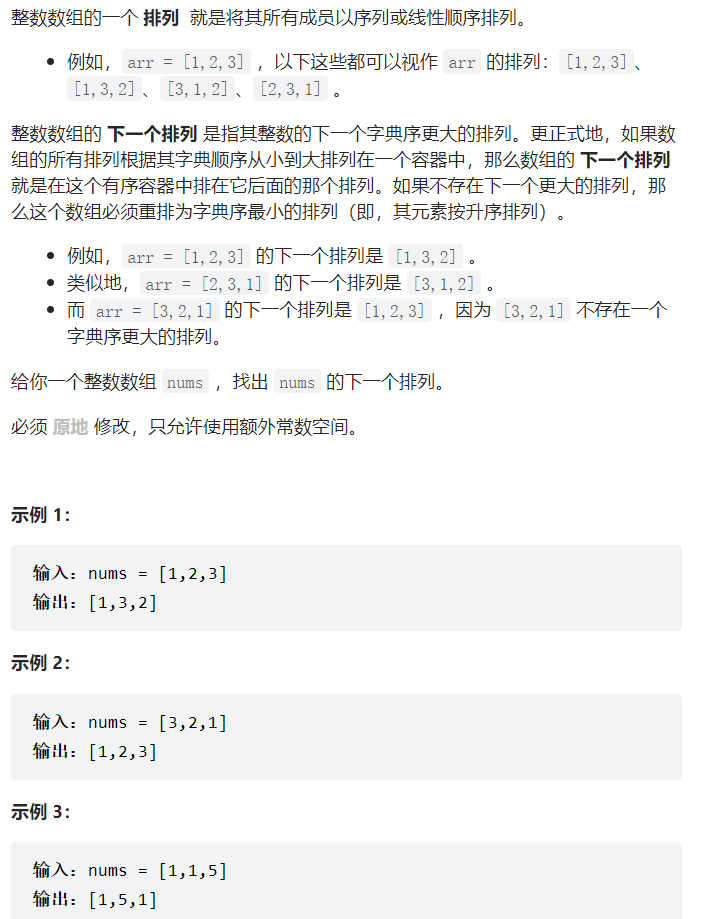 整数数组的一个 排列 就是将其所有成员以序列或线性顺序排列。
• 例如，arr = [1,2,3] ，以下这些都可以视作 arr 的排列：[1,2,3]、
[1,3,2]、[3,1,2]、[2,3,1] 。
整数数组的 下一个排列 是指其整数的下一个字典序更大的排列。更正式地，如果数
组的所有排列根据其字典顺序从小到大排列在一个容器中，那么数组的 下一个排列
就是在这个有序容器中排在它后面的那个排列。如果不存在下一个更大的排列，那
么这个数组必须重排为字典序最小的排列（即，其元素按升序排列）。
• 例如，arr = [1,2,3] 的下一个排列是 [1,3,2] 。
• 类似地，arr = [2,3,1] 的下一个排列是 [3,1,2] 。
• 而 arr = [3,2,1] 的下一个排列是 [1,2,3] ，因为 [3,2,1] 不存在一个
字典序更大的排列。
给你一个整数数组 nums ，找出 nums 的下一个排列。
必须 原地 修改，只允许使用额外常数空间。
示例 1：
输入：nums = [1,2,3]
输出：[1,3,2]
示例 2：
输入：nums = [3,2,1]
输出：[1,2,3]
示例 3：
输入：nums = [1,1,5]
输出：[1,5,1]